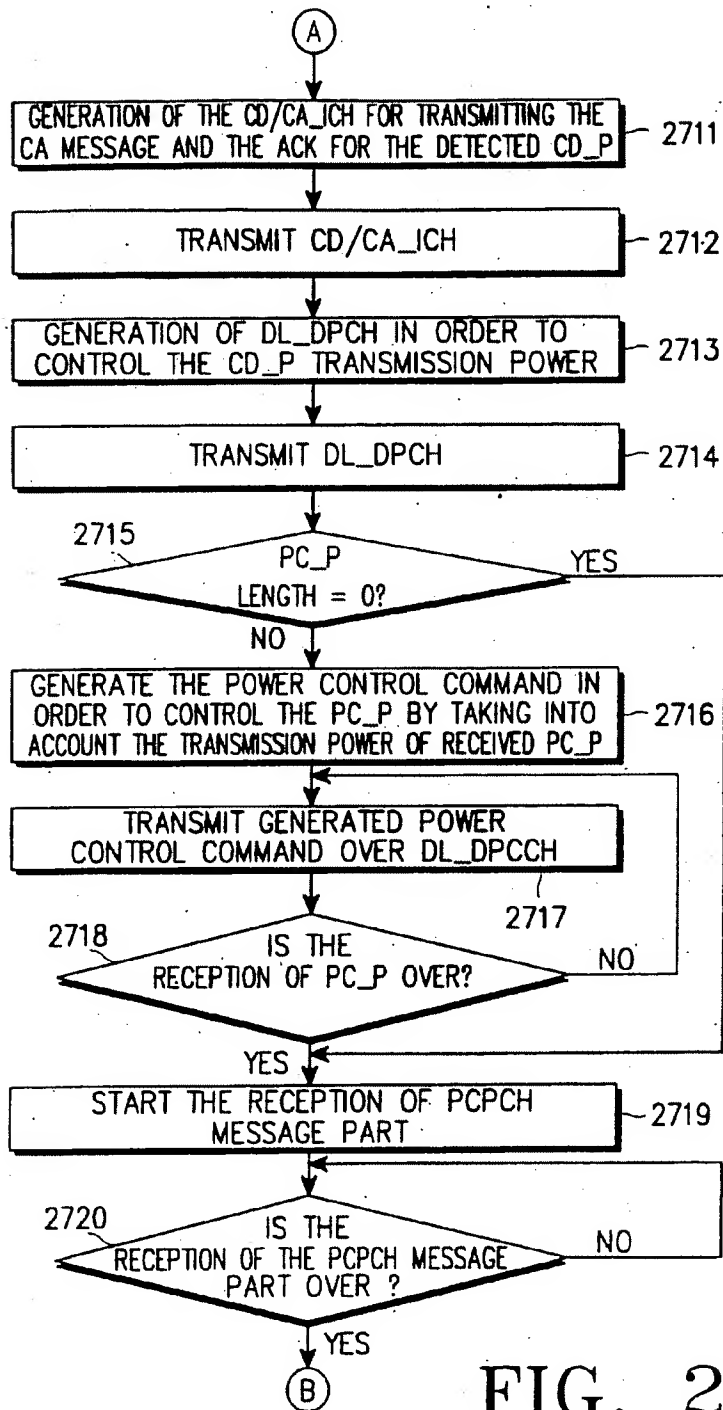 A
GENERATION OF THE CD/CA_ICH FOR TRANSMITTING THE
CA MESSAGE AND THE ACK FOR THE DETECTED CD_P
2711
TRANSMIT CD/CA_ICH
2712
GENERATION OF DL_DPCH IN ORDER TO
CONTROL THE CD_P TRANSMISSION POWER
2713
TRANSMIT DL_DPCH
2714
2715
PC_P
LENGTH = 0?
YES
NO
GENERATE THE POWER CONTROL COMMAND IN
ORDER TO CONTROL THE PC_P BY TAKING INTO
ACCOUNT THE TRANSMISSION POWER OF RECEIVED PC_P
2716
TRANSMIT GENERATED POWER
CONTROL COMMAND OVER DL_DPCCH
2717
2718
IS THE
RECEPTION OF PC_P OVER?
NO
YES
START THE RECEPTION OF PCPCH
MESSAGE PART
2719
2720
IS THE
RECEPTION OF THE PCPCH MESSAGE
PART OVER ?
NO
YES
B
FIG. 2